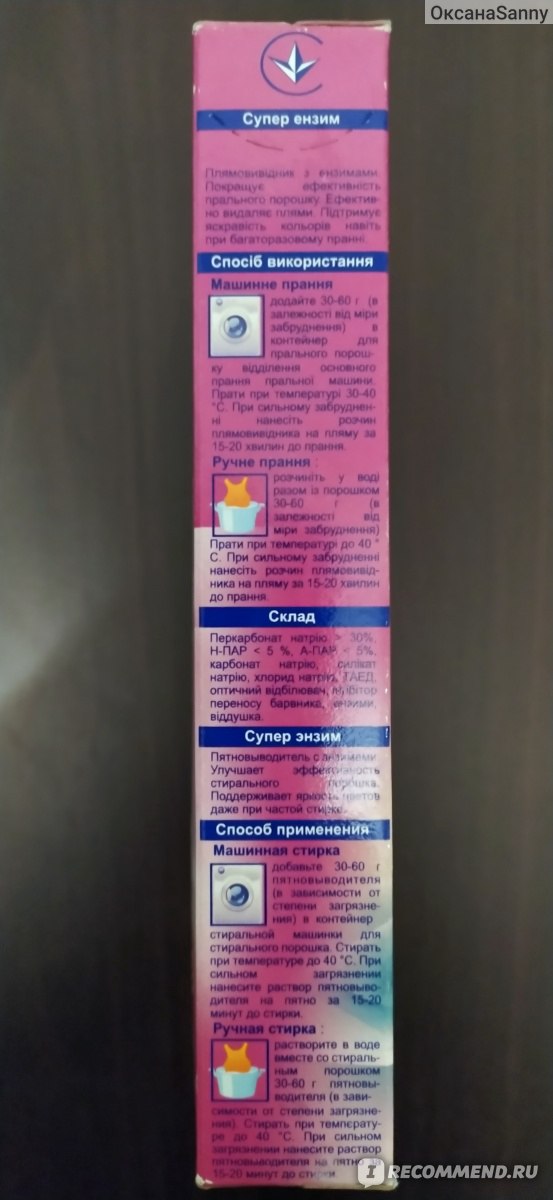 ОксанаSanny
Супер ензим
Плямовивідник з ензимами.
Покращує ефективність
прального порошку. Ефектив-
но видаляє плями. Підтримує
яскравість кольорів навіть
при багаторазовому пранні.
Спосіб використання
Машинне прання
додайте 30-60 г (в
залежності від міри
забруднення) в
контейнер для
прального порош-
ку відділення основного
прання пральної машини.
Прати при температурі 30-40
°С. При сильному забруднен-
ні нанесіть розчин
плямовивідника на пляму за
15-20 хвилин до прання.
Ручне прання :
розчиніть у воді
разом із порошком
30-60 г (в
залежності від
міри забруднення)
Прати при температурі до 40 °
С. При сильному забрудненні
нанесіть розчин плямовивід-
ника на пляму за 15-20 хвилин
до прання.
Склад
Перкарбонат натрію > 30%,
Н-ПАР < 5 %, А-ПАР < 5%,
карбонат натрію, силікат
натрію, хлорид натрію, ТАЕД,
оптичний відбілювач, інгібітор
переносу барвника, ензими,
віддушка.
Супер энзим
Пятновыводитель с энзимами.
Улучшает эффективность
стирального порошка.
Поддерживает яркость цветов
даже при частой стирке.
Способ применения
Машинная стирка
добавьте 30-60 г
пятновыводителя
(в зависимости от
степени загрязне-
ния) в контейнер
стиральной машинки для
стирального порошка. Стирать
при температуре до 40 °С. При
сильном загрязнении
нанесите раствор пятновыво-
дителя на пятно за 15-20
минут до стирки.
Ручная стирка :
растворите в воде
вместе со стираль-
ным порошком
30-60 г пятновы-
водителя (в зави-
симости от степени загрязне-
ния). Стирать при температу-
ре до 40 °С. При сильном
загрязнении нанесите раствор
пятновыводителя на пятно за
15-20 минут до стирки.
I RECOMMEND.RU